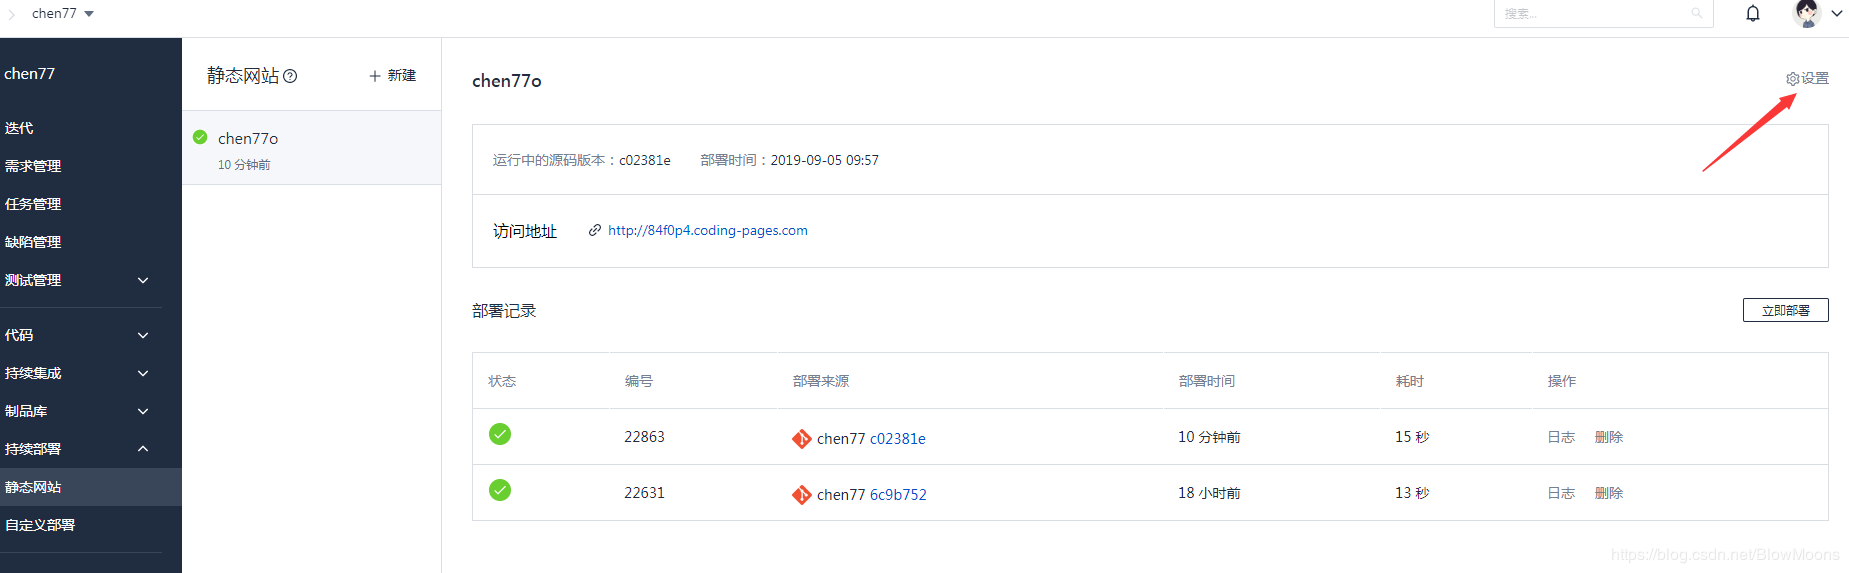 chen77
搜索...
chen77
迭代
需求管理
任务管理
缺陷管理
测试管理
代码
持续集成
制品库
持续部署
静态网站
自定义部署
静态网站
新建
chen77o
10 分钟前
chen77o
设置
运行中的源码版本：c02381e 部署时间：2019-09-05 09:57
访问地址 http://84f0p4.coding-pages.com
部署记录
立即部署
状态 编号 部署来源 部署时间 耗时 操作
22863 chen77 c02381e 10 分钟前 15 秒 日志 删除
22631 chen77 6c9b752 18 小时前 13 秒 日志 删除
https://blog.csdn.net/BlowMoons